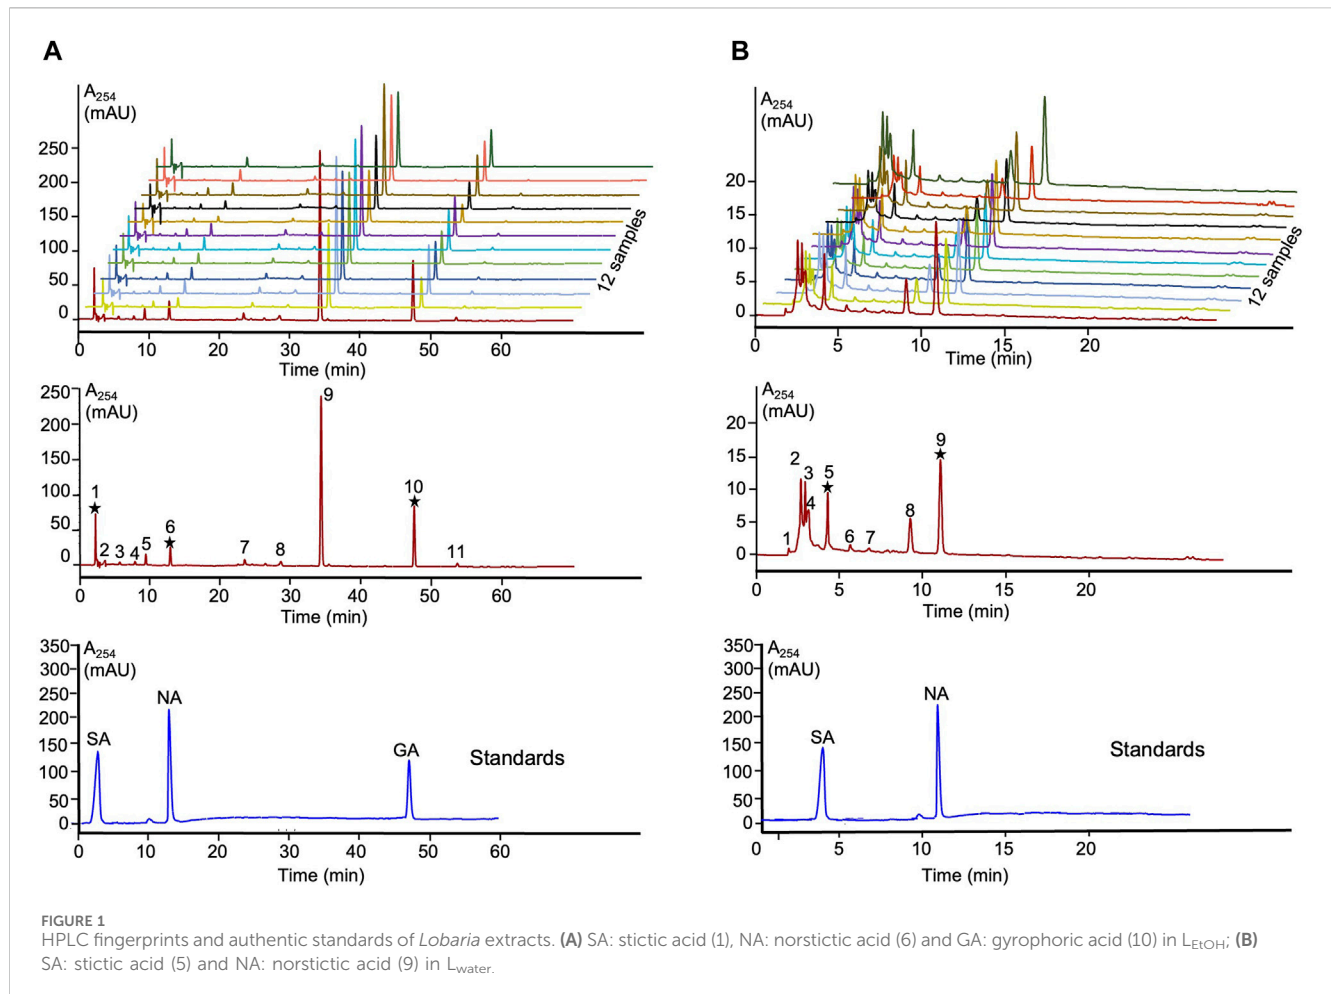 A
A254
(mAU)
250
200
150
100
50
0
12 samples
0 10 20 30 40 50 60
Time (min)
B
A254
(mAU)
20
15
10
5
0
12 samples
0 5 10 15 20
Time (min)
A254
(mAU)
250
200
150
100
50
0
1 2 3 4 5 6 7 8 9 10 11
0 10 20 30 40 50 60
Time (min)
A254
(mAU)
20
15
10
5
0
1 2 3 4 5 6 7 8 9
0 5 10 15 20
Time (min)
A254
(mAU)
350
300
250
200
150
100
50
0
SA NA GA
Standards
0 10 20 30 40 50 60
Time (min)
A254
(mAU)
350
300
250
200
150
100
50
0
SA NA
Standards
0 5 10 15 20
Time (min)
FIGURE 1
HPLC fingerprints and authentic standards of Lobaria extracts. (A) SA: stictic acid (1), NA: norstictic acid (6) and GA: gyrophoric acid (10) in LEtOH; (B)
SA: stictic acid (5) and NA: norstictic acid (9) in Lwater.